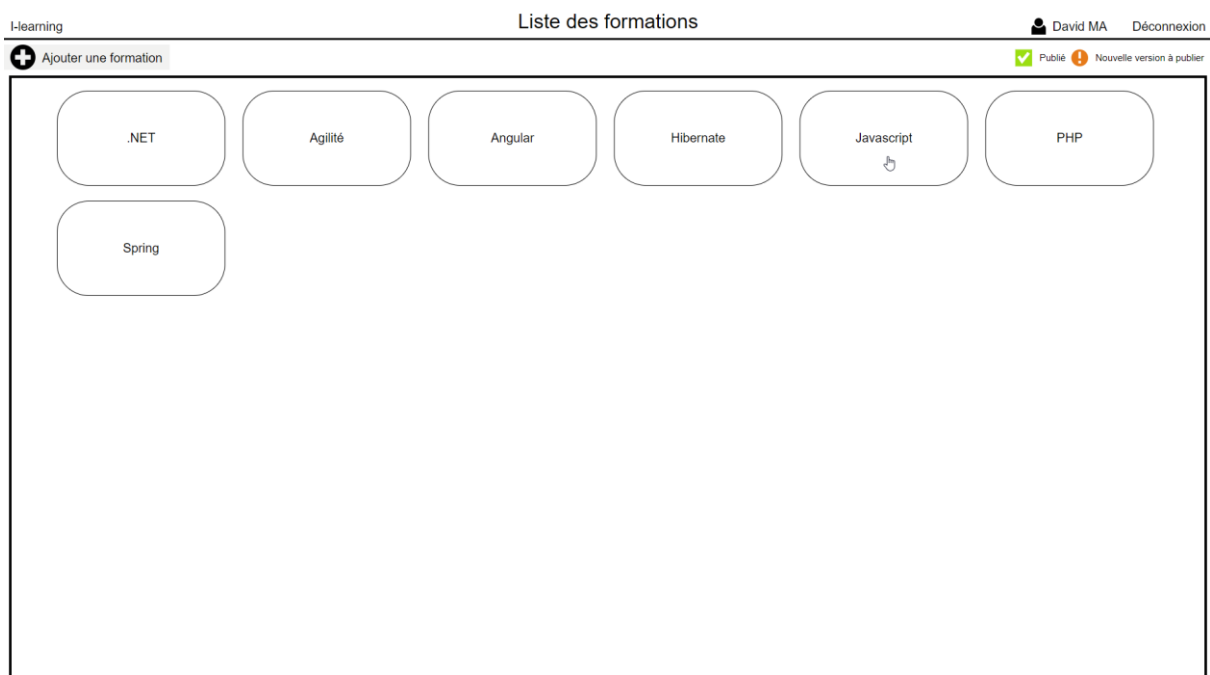 I-learning
Liste des formations
David MA
Déconnexion
Ajouter une formation
Publié
Nouvelle version à publier
.NET
Agilité
Angular
Hibernate
Javascript
PHP
Spring